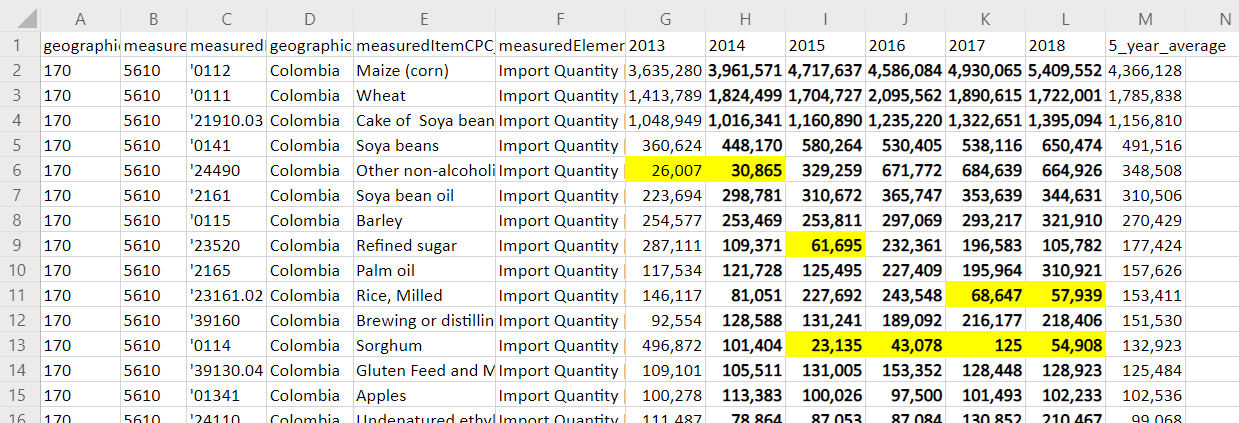 A B C D E F G H I J K L M N
1 geographi measure measuredI geographic measuredItemCPC_ measuredElemer 2013 2014 2015 2016 2017 2018 5_year_average
2 170 5610 '0112 Colombia Maize (corn) Import Quantity 3,635,280 3,961,571 4,717,637 4,586,084 4,930,065 5,409,552 4,366,128
3 170 5610 '0111 Colombia Wheat Import Quantity 1,413,789 1,824,499 1,704,727 2,095,562 1,890,615 1,722,001 1,785,838
4 170 5610 '21910.03 Colombia Cake of Soya bean Import Quantity 1,048,949 1,016,341 1,160,890 1,235,220 1,322,651 1,395,094 1,156,810
5 170 5610 '0141 Colombia Soya beans Import Quantity 360,624 448,170 580,264 530,405 538,116 650,474 491,516
6 170 5610 '24490 Colombia Other non-alcoholi Import Quantity 26,007 30,865 329,259 671,772 684,639 664,926 348,508
7 170 5610 '2161 Colombia Soya bean oil Import Quantity 223,694 298,781 310,672 365,747 353,639 344,631 310,506
8 170 5610 '0115 Colombia Barley Import Quantity 254,577 253,469 253,811 297,069 293,217 321,910 270,429
9 170 5610 '23520 Colombia Refined sugar Import Quantity 287,111 109,371 61,695 232,361 196,583 105,782 177,424
10 170 5610 '2165 Colombia Palm oil Import Quantity 117,534 121,728 125,495 227,409 195,964 310,921 157,626
11 170 5610 '23161.02 Colombia Rice, Milled Import Quantity 146,117 81,051 227,692 243,548 68,647 57,939 153,411
12 170 5610 '39160 Colombia Brewing or distillin Import Quantity 92,554 128,588 131,241 189,092 216,177 218,406 151,530
13 170 5610 '0114 Colombia Sorghum Import Quantity 496,872 101,404 23,135 43,078 125 54,908 132,923
14 170 5610 '39130.04 Colombia Gluten Feed and M Import Quantity 109,101 105,511 131,005 153,352 128,448 128,923 125,484
15 170 5610 '01341 Colombia Apples Import Quantity 100,278 113,383 100,026 97,500 101,493 102,233 102,536
16 170 5610 '24110 Colombia Undenatured ethyl Import Quantity 111,487 78,864 87,053 87,084 130,852 210,467 99,068